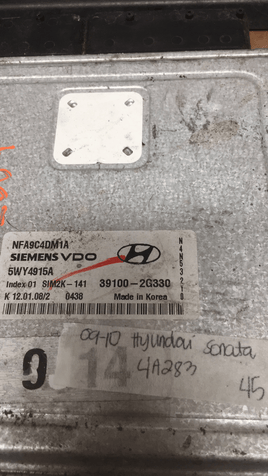 NFA9C4DM1A
SIEMENS VDO
5WY4915A
Index 01 SIM2K-141 39100-2G330
K 12.01.08/2 0438 Made in Korea
09-10 Hyundai Sonata
4A283
45